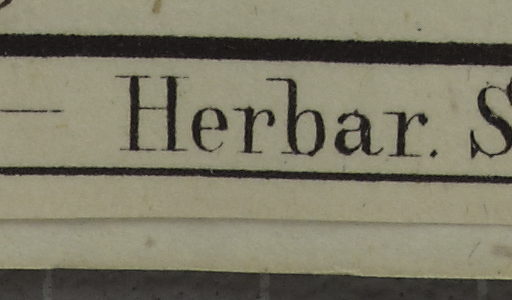 — Herbar. S